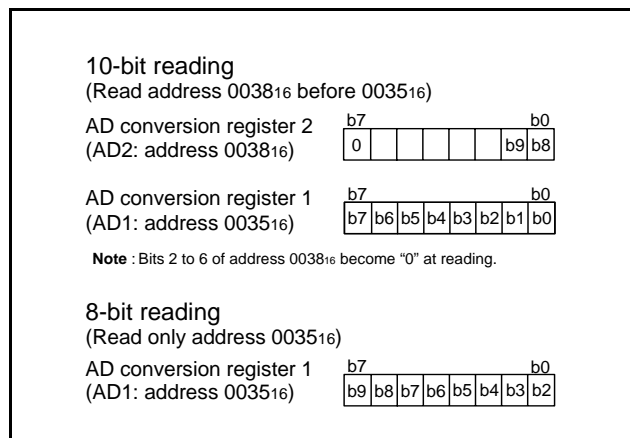 10-bit reading
(Read address 003816 before 003516)
AD conversion register 2
(AD2: address 003816)
b7 b0
0 b9 b8
AD conversion register 1
(AD1: address 003516)
b7 b0
b7 b6 b5 b4 b3 b2 b1 b0
Note : Bits 2 to 6 of address 003816 become “0” at reading.
8-bit reading
(Read only address 003516)
AD conversion register 1
(AD1: address 003516)
b7 b0
b9 b8 b7 b6 b5 b4 b3 b2